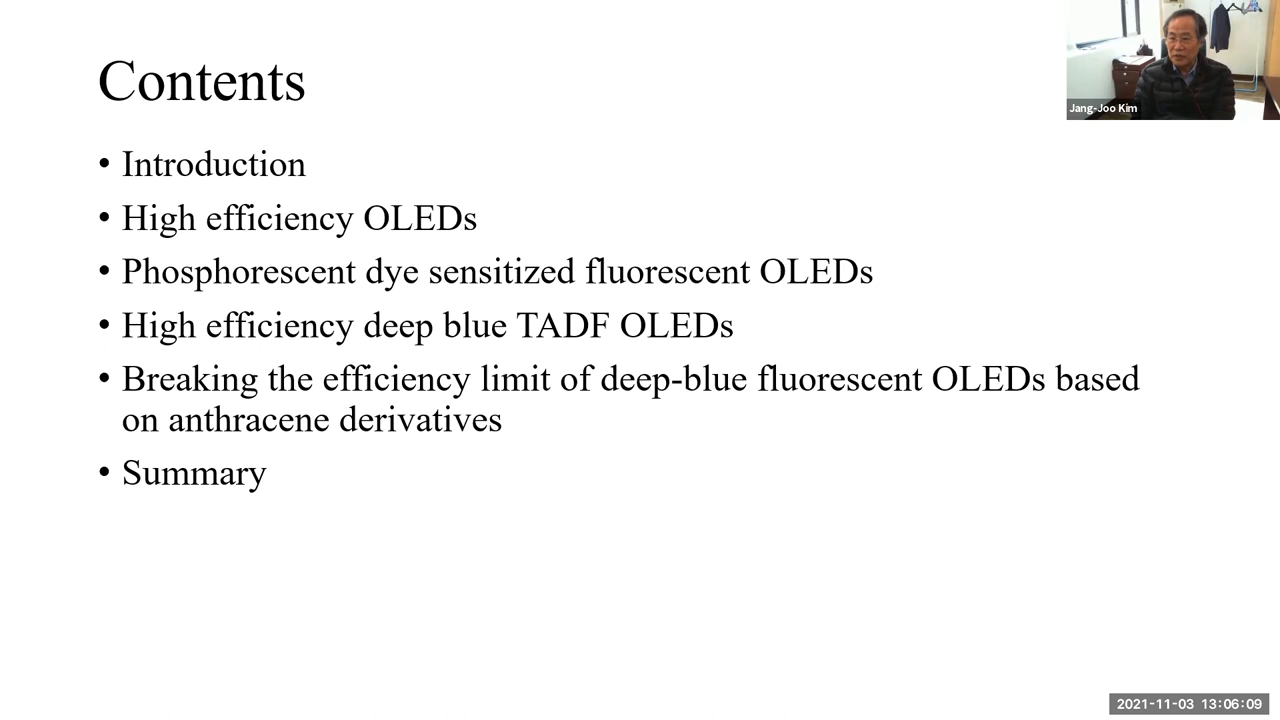 Contents
Jang-Joo Kim
• Introduction
• High efficiency OLEDs
• Phosphorescent dye sensitized fluorescent OLEDs
• High efficiency deep blue TADF OLEDs
• Breaking the efficiency limit of deep-blue fluorescent OLEDs based
on anthracene derivatives
• Summary
2021-11-03 13:06:09